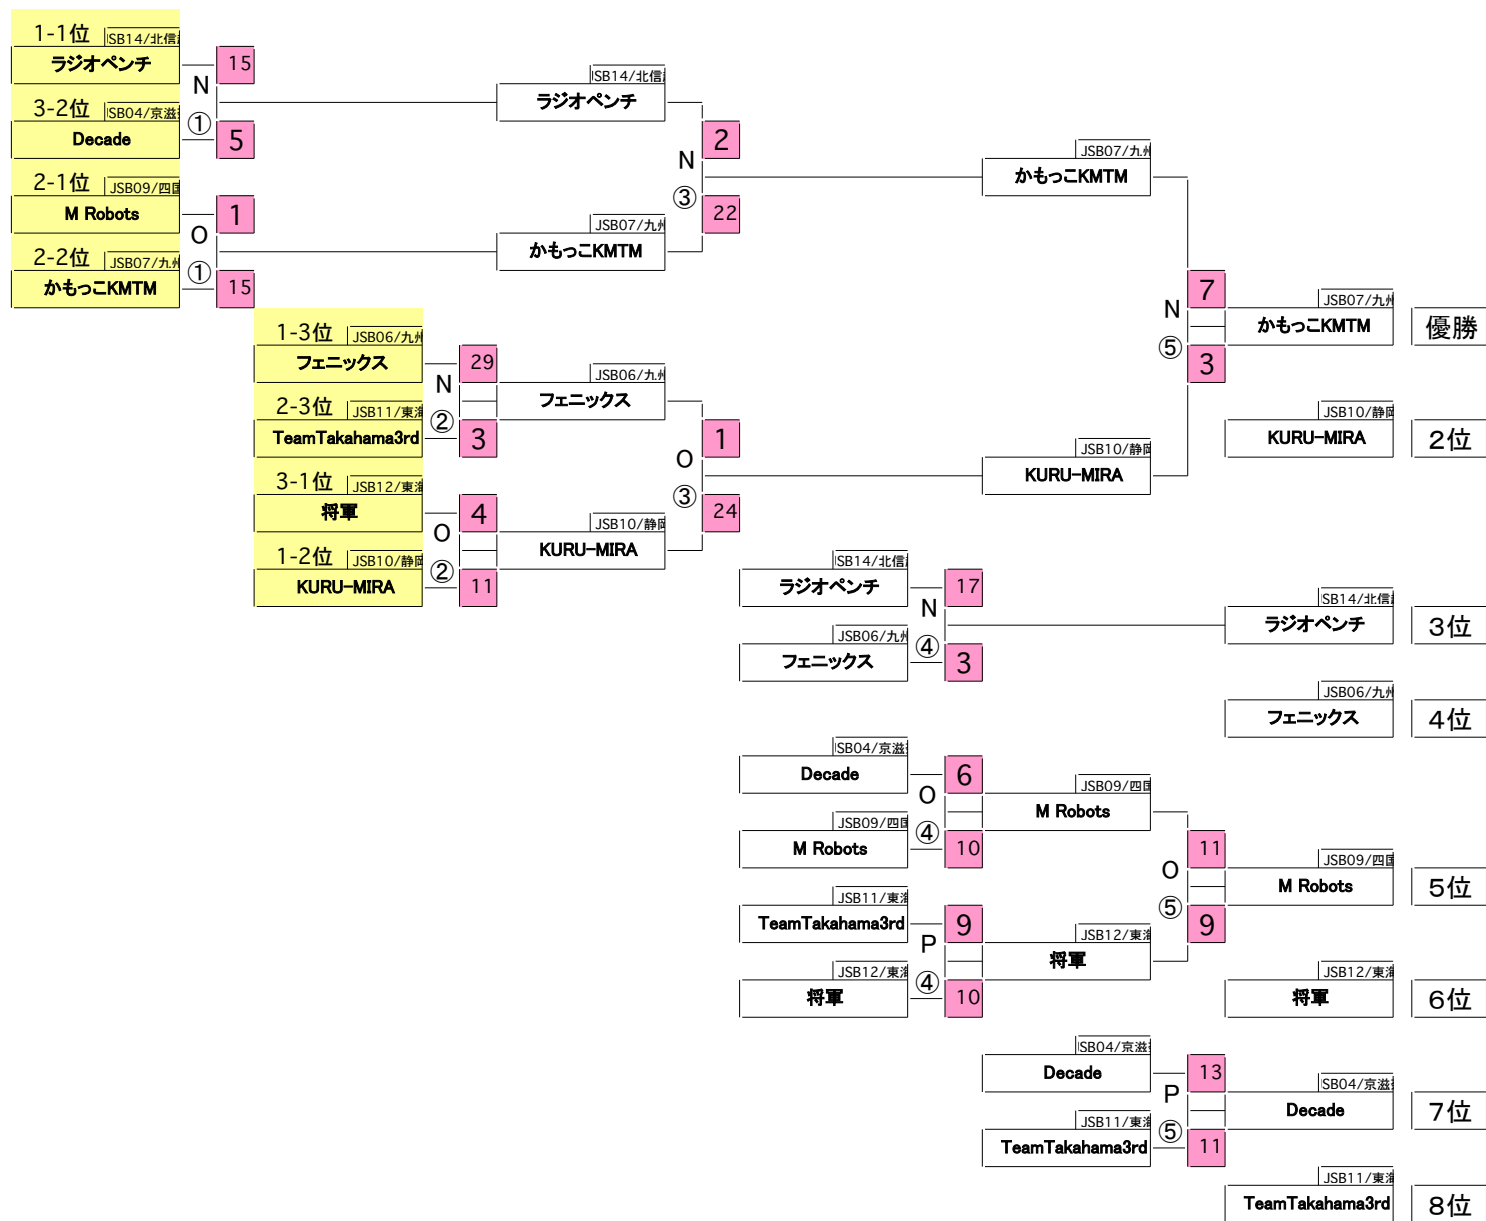 1-1位 JSB14/北信越
ラジオペンチ 15
N
3-2位 JSB04/京滋
①
Decade 5
2-1位 JSB09/四国
M Robots 1
O
2-2位 JSB07/九州
①
かもっこKMTM 15
JSB14/北信
ラジオペンチ
2
N
③
22
JSB07/九州
かもっこKMTM
1-3位 JSB06/九州
フェニックス 29
N
2-3位 JSB11/東海
②
TeamTakahama3rd 3
3-1位 JSB12/東海
将軍 4
O
1-2位 JSB10/静岡
②
KURU-MIRA 11
JSB06/九州
フェニックス
1
O
③
24
JSB10/静岡
KURU-MIRA
JSB07/九州
かもっこKMTM
7
N
⑤
3
JSB10/静岡
KURU-MIRA
JSB07/九州
かもっこKMTM 優勝
JSB10/静岡
KURU-MIRA 2位
JSB14/北信
ラジオペンチ 17
N
JSB06/九州
④
フェニックス 3
JSB14/北信
ラジオペンチ 3位
JSB06/九州
フェニックス 4位
JSB04/京滋
Decade 6
O
JSB09/四国
④
M Robots 10
JSB11/東海
TeamTakahama3rd 9
P
JSB12/東海
④
将軍 10
JSB09/四国
M Robots
11
O
⑤
9
JSB12/東海
将軍
JSB09/四国
M Robots 5位
JSB12/東海
将軍 6位
JSB04/京滋
Decade 13
P
JSB11/東海
⑤
TeamTakahama3rd 11
JSB04/京滋
Decade 7位
JSB11/東海
TeamTakahama3rd 8位